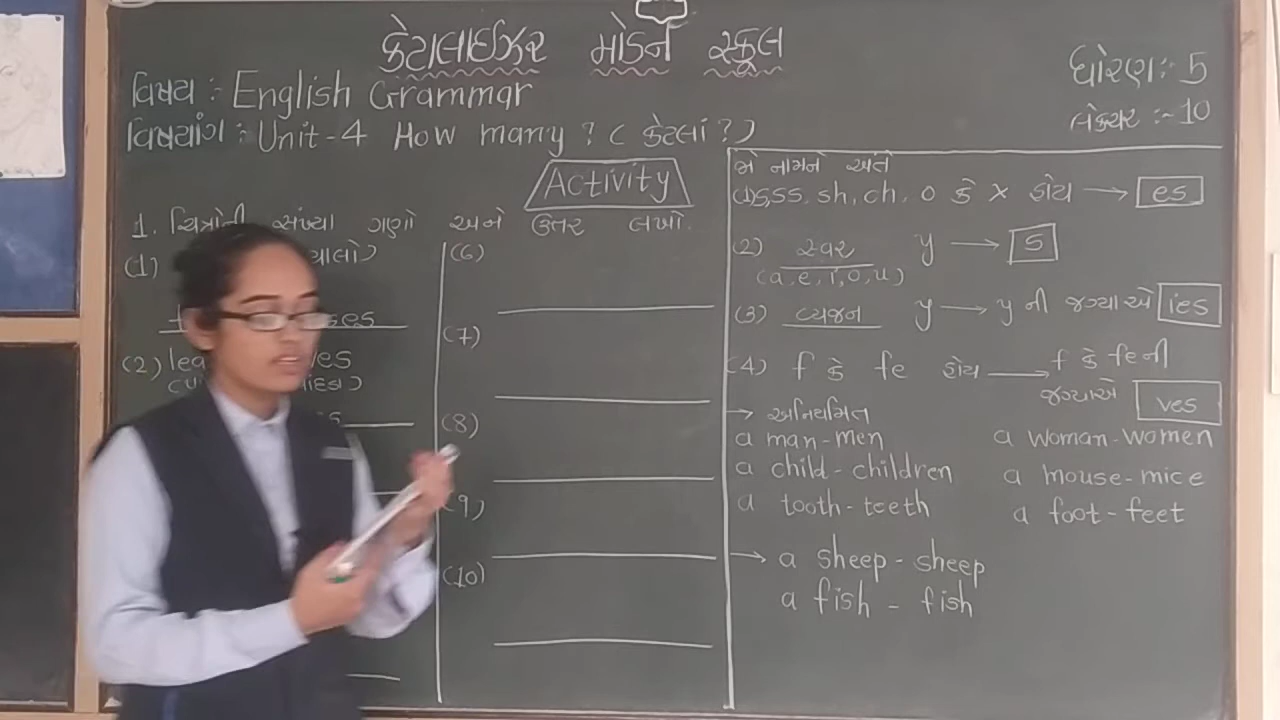 કેટાલાઈઝર મોડર્ન સ્કૂલ
ધોરણ :- 5
લેક્ચર :- 10
વિષય :- English Grammar
વિષયાંગ :- Unit-4 How many ? ( કેટલાં ? )
Activity
1. ચિત્રોની સંખ્યા ગણો અને ઉત્તર લખો.
(1)
es
(2) lea ves
(6)
(7)
(8)
(9)
(10)
જે નામને અંતે
(1) s, ss, sh, ch, o કે x હોય → es
(2) સ્વર y → s
(a, e, i, o, u)
(3) વ્યંજન y → y ની જગ્યાએ ies
(4) f કે fe હોય → f કે fe ની
જગ્યાએ ves
→ અનિયમિત
a man - men a woman - women
a child - children a mouse - mice
a tooth - teeth a foot - feet
→ a sheep - sheep
a fish - fish